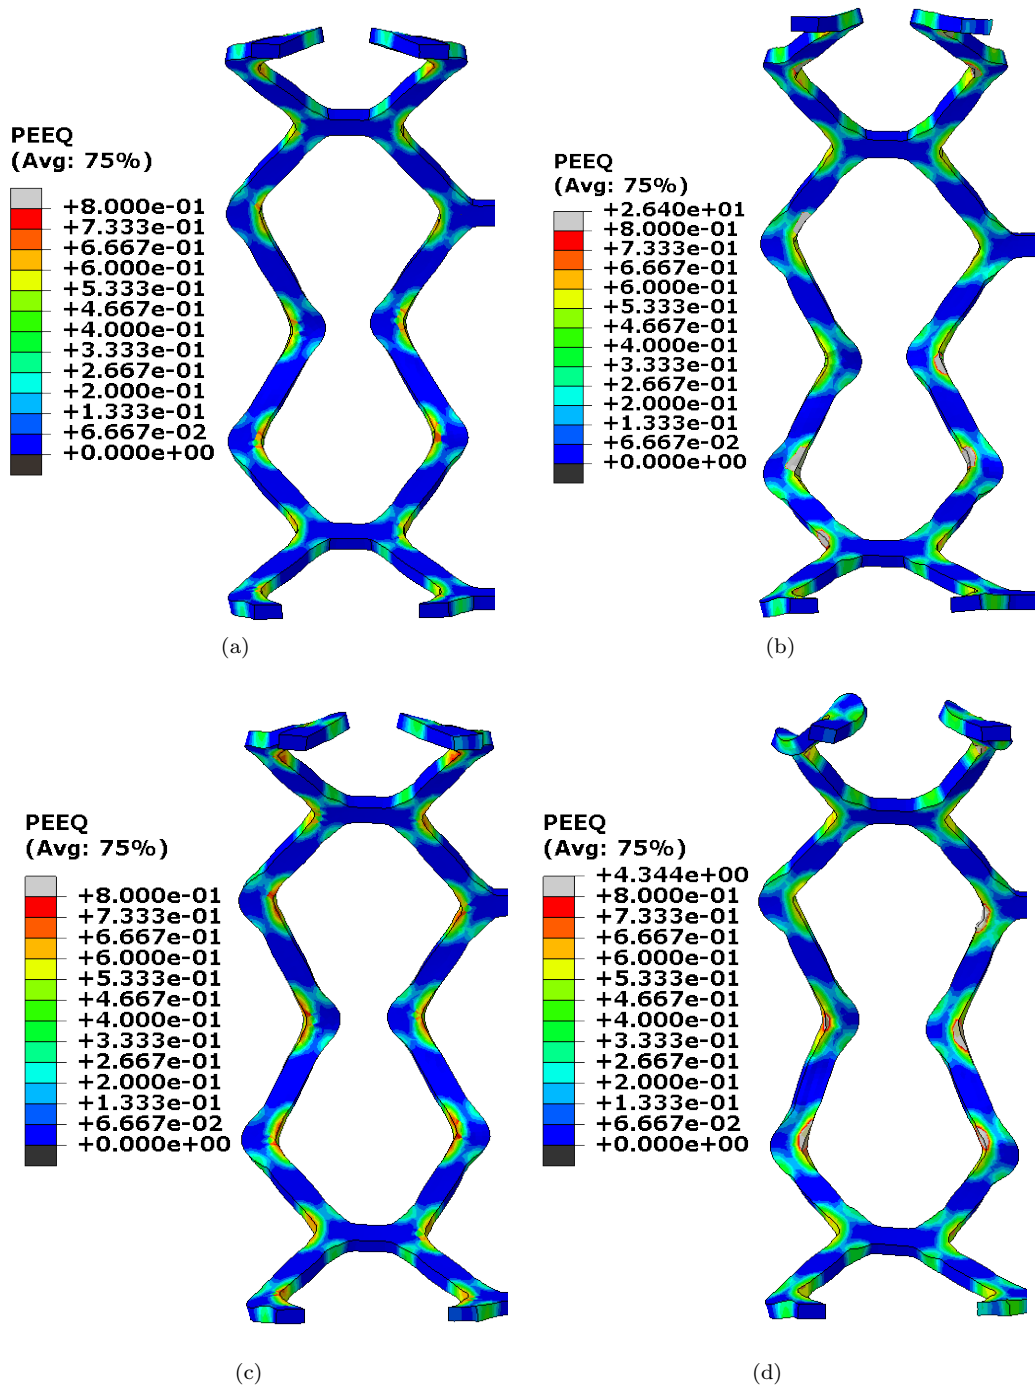 PEEQ
(Avg: 75%)
+8.000e-01
+7.333e-01
+6.667e-01
+6.000e-01
+5.333e-01
+4.667e-01
+4.000e-01
+3.333e-01
+2.667e-01
+2.000e-01
+1.333e-01
+6.667e-02
+0.000e+00
(a)
PEEQ
(Avg: 75%)
+2.640e+01
+8.000e-01
+7.333e-01
+6.667e-01
+6.000e-01
+5.333e-01
+4.667e-01
+4.000e-01
+3.333e-01
+2.667e-01
+2.000e-01
+1.333e-01
+6.667e-02
+0.000e+00
(b)
PEEQ
(Avg: 75%)
+8.000e-01
+7.333e-01
+6.667e-01
+6.000e-01
+5.333e-01
+4.667e-01
+4.000e-01
+3.333e-01
+2.667e-01
+2.000e-01
+1.333e-01
+6.667e-02
+0.000e+00
(c)
PEEQ
(Avg: 75%)
+4.344e+00
+8.000e-01
+7.333e-01
+6.667e-01
+6.000e-01
+5.333e-01
+4.667e-01
+4.000e-01
+3.333e-01
+2.667e-01
+2.000e-01
+1.333e-01
+6.667e-02
+0.000e+00
(d)